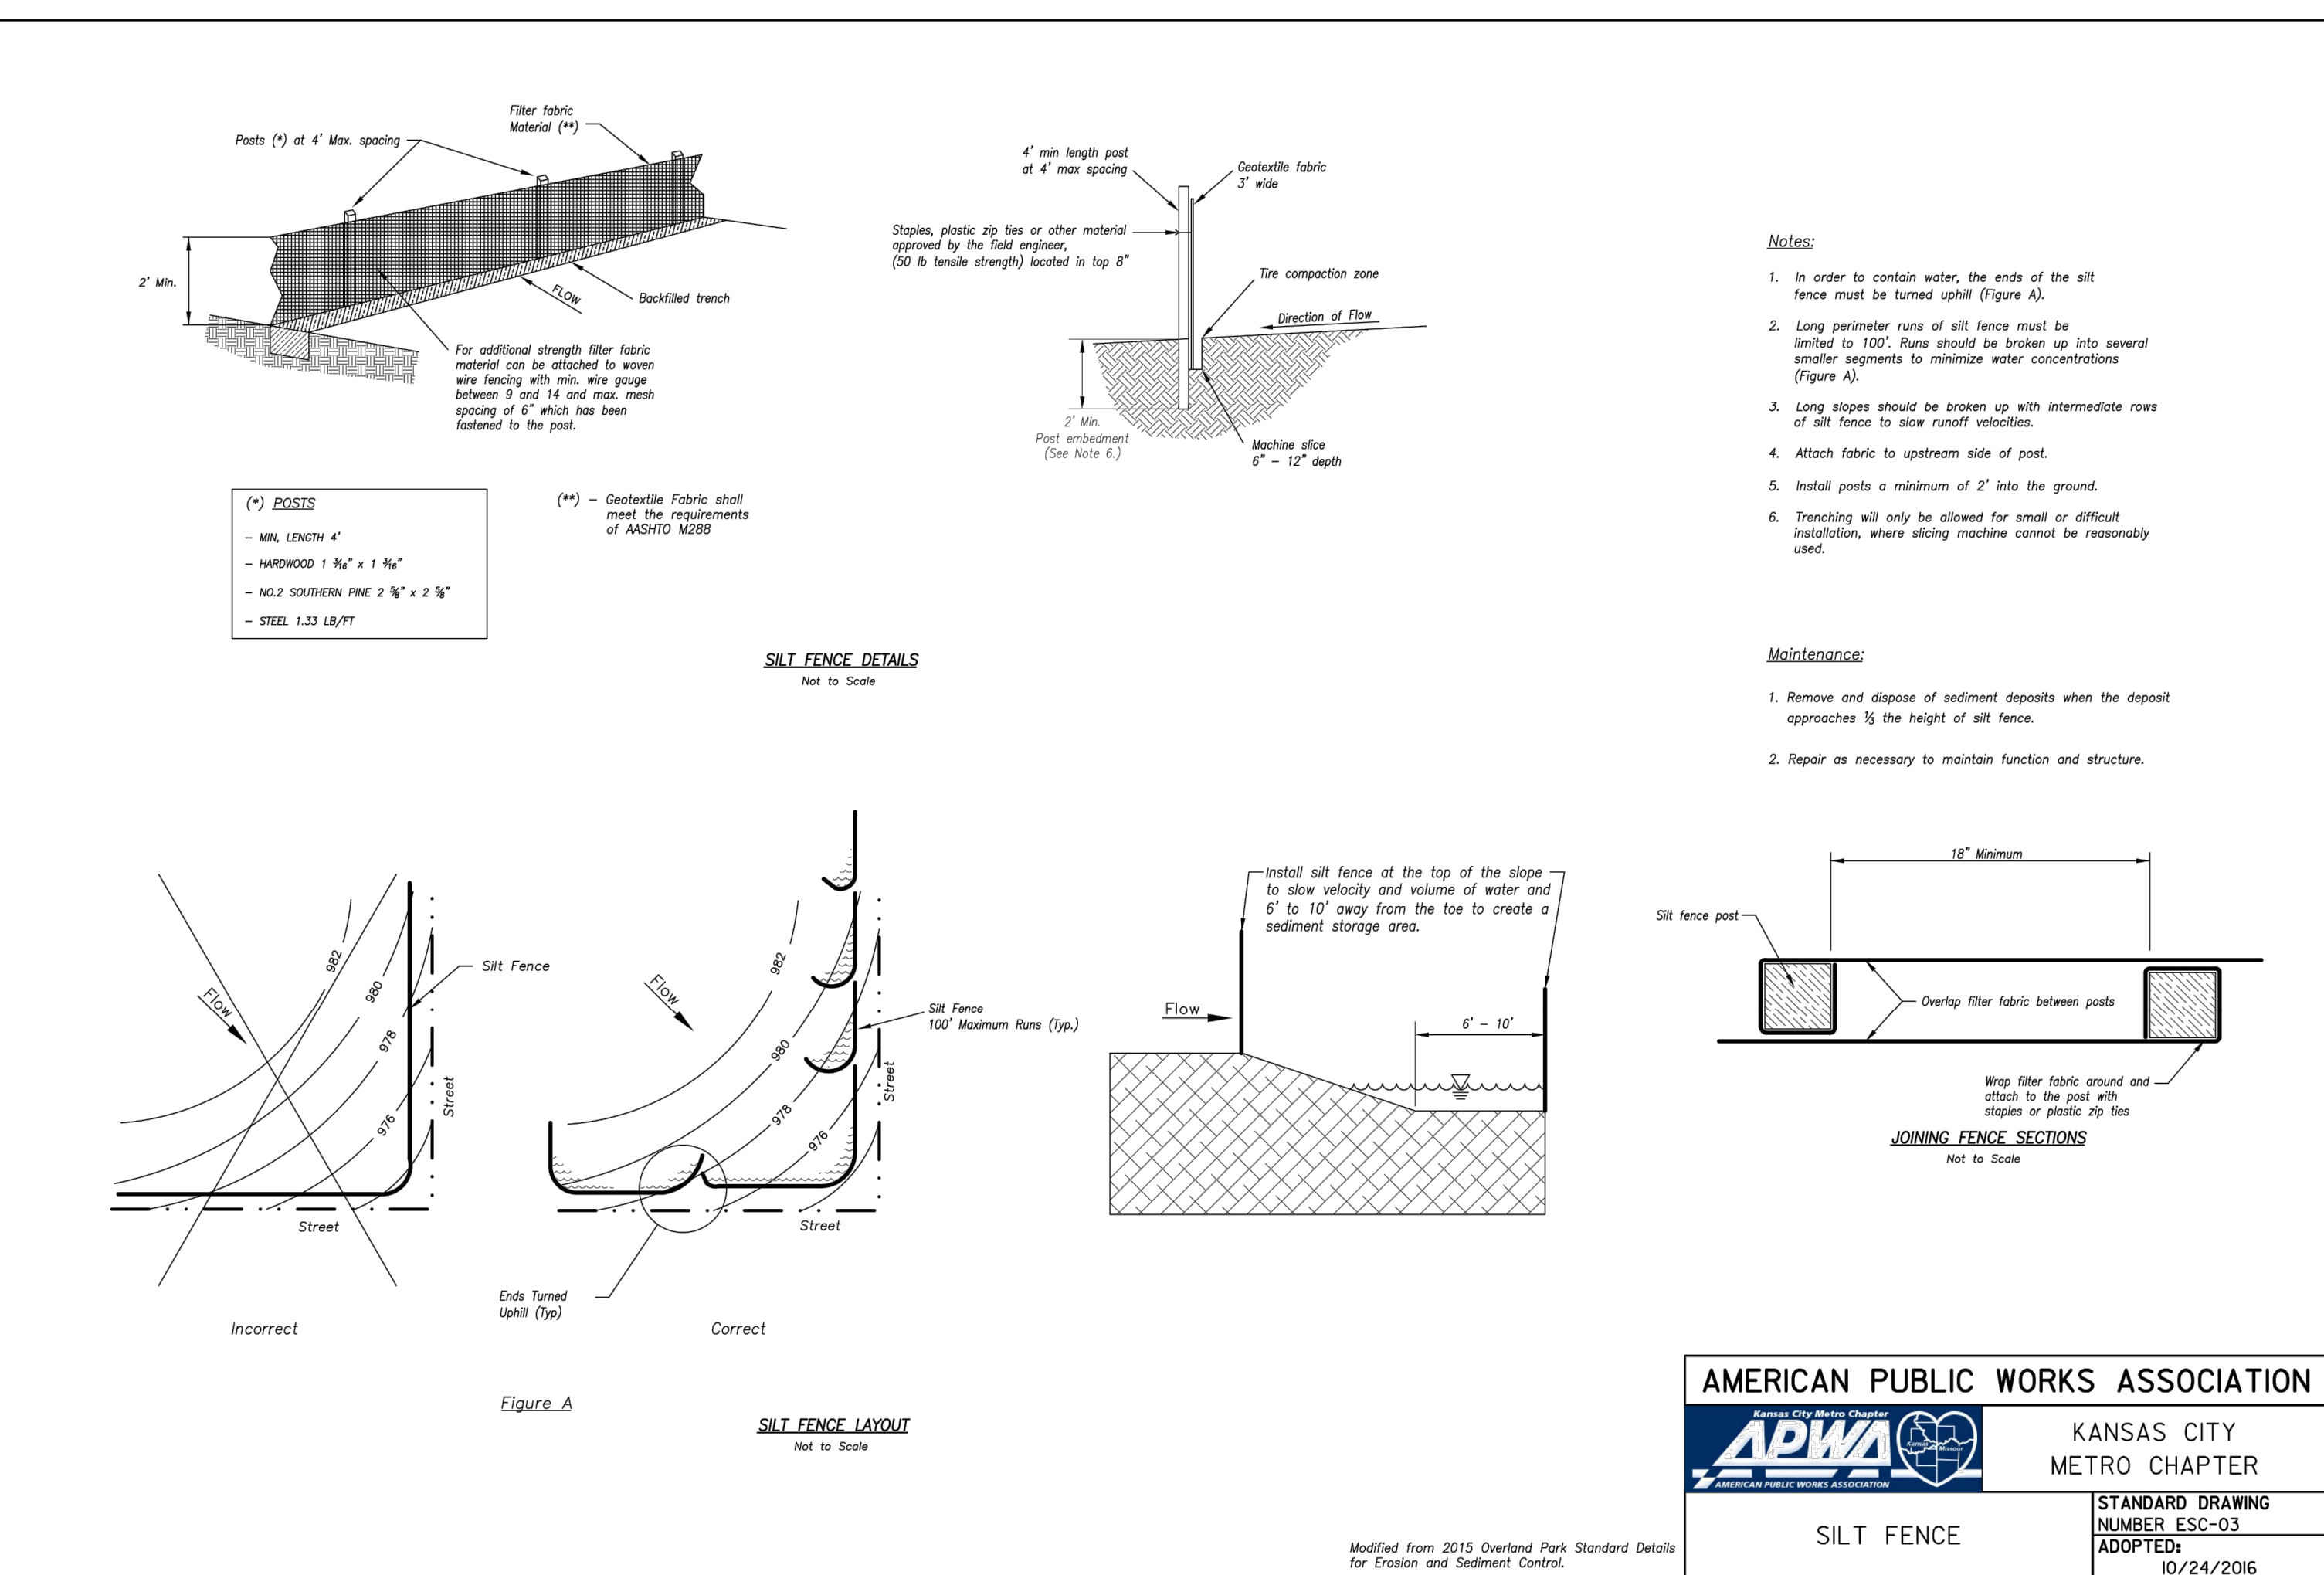 Filter fabric
Material (**)
Posts (*) at 4' Max. spacing
2' Min.
FLOW
Backfilled trench
For additional strength filter fabric
material can be attached to woven
wire fencing with min. wire gauge
between 9 and 14 and max. mesh
spacing of 6" which has been
fastened to the post.
4' min length post
at 4' max spacing
Geotextile fabric
3' wide
Staples, plastic zip ties or other material
approved by the field engineer,
(50 lb tensile strength) located in top 8"
Tire compaction zone
Direction of Flow
2' Min.
Post embedment
(See Note 6.)
Machine slice
6" – 12" depth
(*) POSTS
– MIN, LENGTH 4'
– HARDWOOD 1 3/16" x 1 3/16"
– NO.2 SOUTHERN PINE 2 5/8" x 2 5/8"
– STEEL 1.33 LB/FT
(**) – Geotextile Fabric shall
meet the requirements
of AASHTO M288
SILT FENCE DETAILS
Not to Scale
Notes:
1. In order to contain water, the ends of the silt
fence must be turned uphill (Figure A).
2. Long perimeter runs of silt fence must be
limited to 100'. Runs should be broken up into several
smaller segments to minimize water concentrations
(Figure A).
3. Long slopes should be broken up with intermediate rows
of silt fence to slow runoff velocities.
4. Attach fabric to upstream side of post.
5. Install posts a minimum of 2' into the ground.
6. Trenching will only be allowed for small or difficult
installation, where slicing machine cannot be reasonably
used.
Maintenance:
1. Remove and dispose of sediment deposits when the deposit
approaches 1/3 the height of silt fence.
2. Repair as necessary to maintain function and structure.
Flow
982
980
978
976
Silt Fence
Street
Street
Incorrect
Flow
982
980
978
976
Silt Fence
100' Maximum Runs (Typ.)
Street
Street
Ends Turned
Uphill (Typ)
Correct
Figure A
SILT FENCE LAYOUT
Not to Scale
Install silt fence at the top of the slope
to slow velocity and volume of water and
6' to 10' away from the toe to create a
sediment storage area.
Flow
6' – 10'
18" Minimum
Silt fence post
Overlap filter fabric between posts
Wrap filter fabric around and
attach to the post with
staples or plastic zip ties
JOINING FENCE SECTIONS
Not to Scale
Modified from 2015 Overland Park Standard Details
for Erosion and Sediment Control.
AMERICAN PUBLIC WORKS ASSOCIATION
Kansas City Metro Chapter
APWA
Kansas
Missouri
AMERICAN PUBLIC WORKS ASSOCIATION
KANSAS CITY
METRO CHAPTER
SILT FENCE
STANDARD DRAWING
NUMBER ESC-03
ADOPTED:
10/24/2016